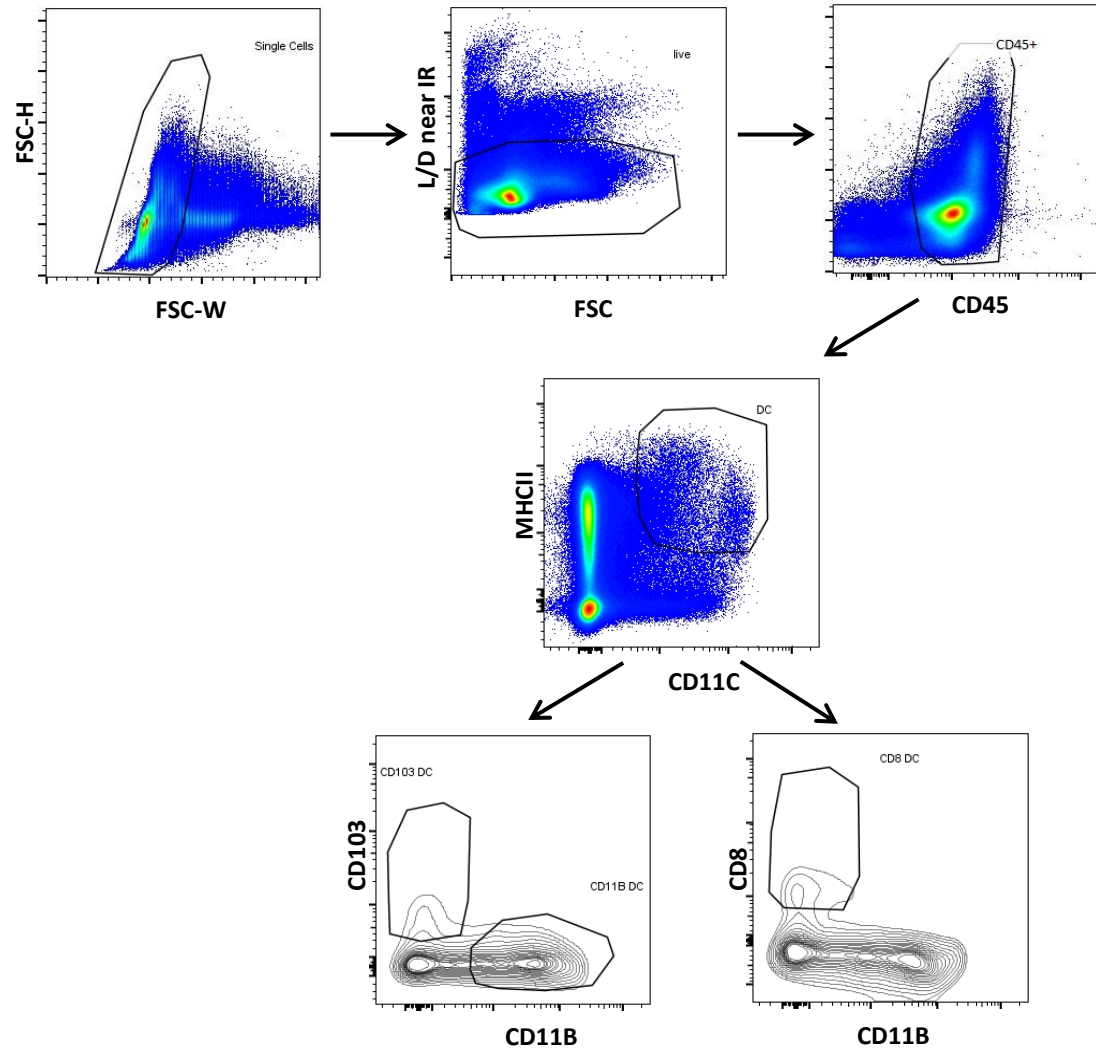 Single Cells
FSC-H
FSC-W
live
L/D near IR
FSC
CD45+
CD45
DC
MHCII
CD11C
CD103 DC
CD103
CD11B DC
CD11B
CD8 DC
CD8
CD11B